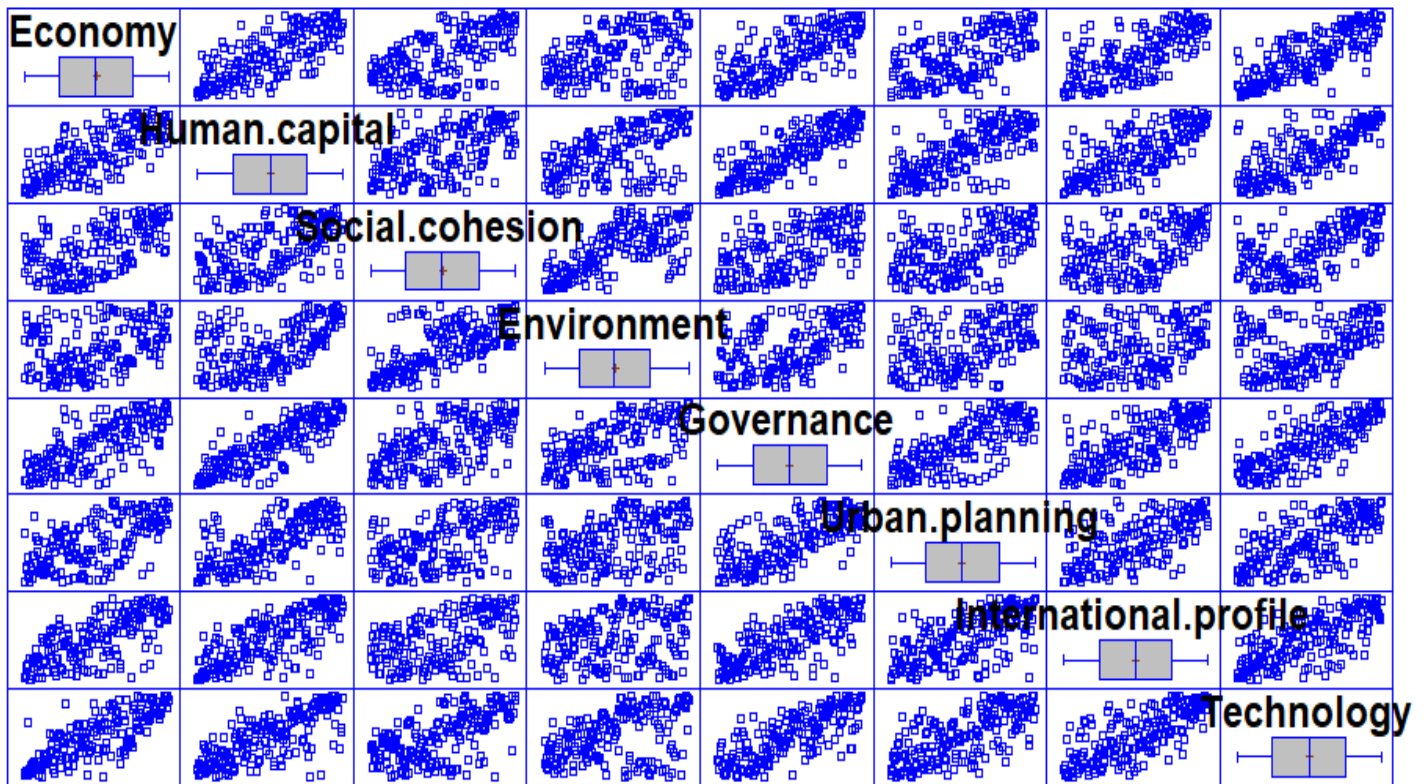 Economy
Human.capital
Social.cohesion
Environment
Governance
Urban.planning
International.profile
Technology